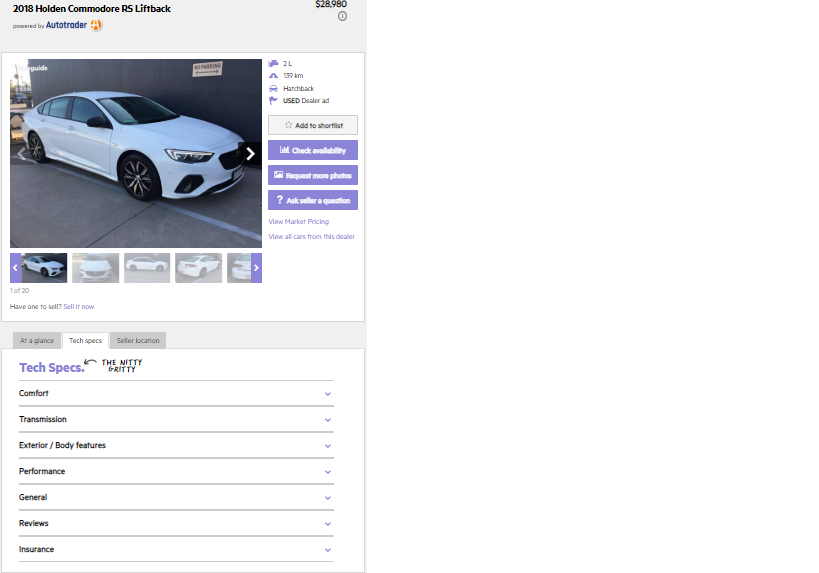 2018 Holden Commodore RS Liftback
$28,980
powered by Autotrader
guide
NO PARKING
2 L
139 km
Hatchback
USED Dealer ad
Add to shortlist
Check availability
Request more photos
? Ask seller a question
View Market Pricing
View all cars from this dealer
1 of 20
Have one to sell? Sell it now
At a glance
Tech specs
Seller location
Tech Specs.
THE NITTY
GRITTY
Comfort
Transmission
Exterior / Body features
Performance
General
Reviews
Insurance